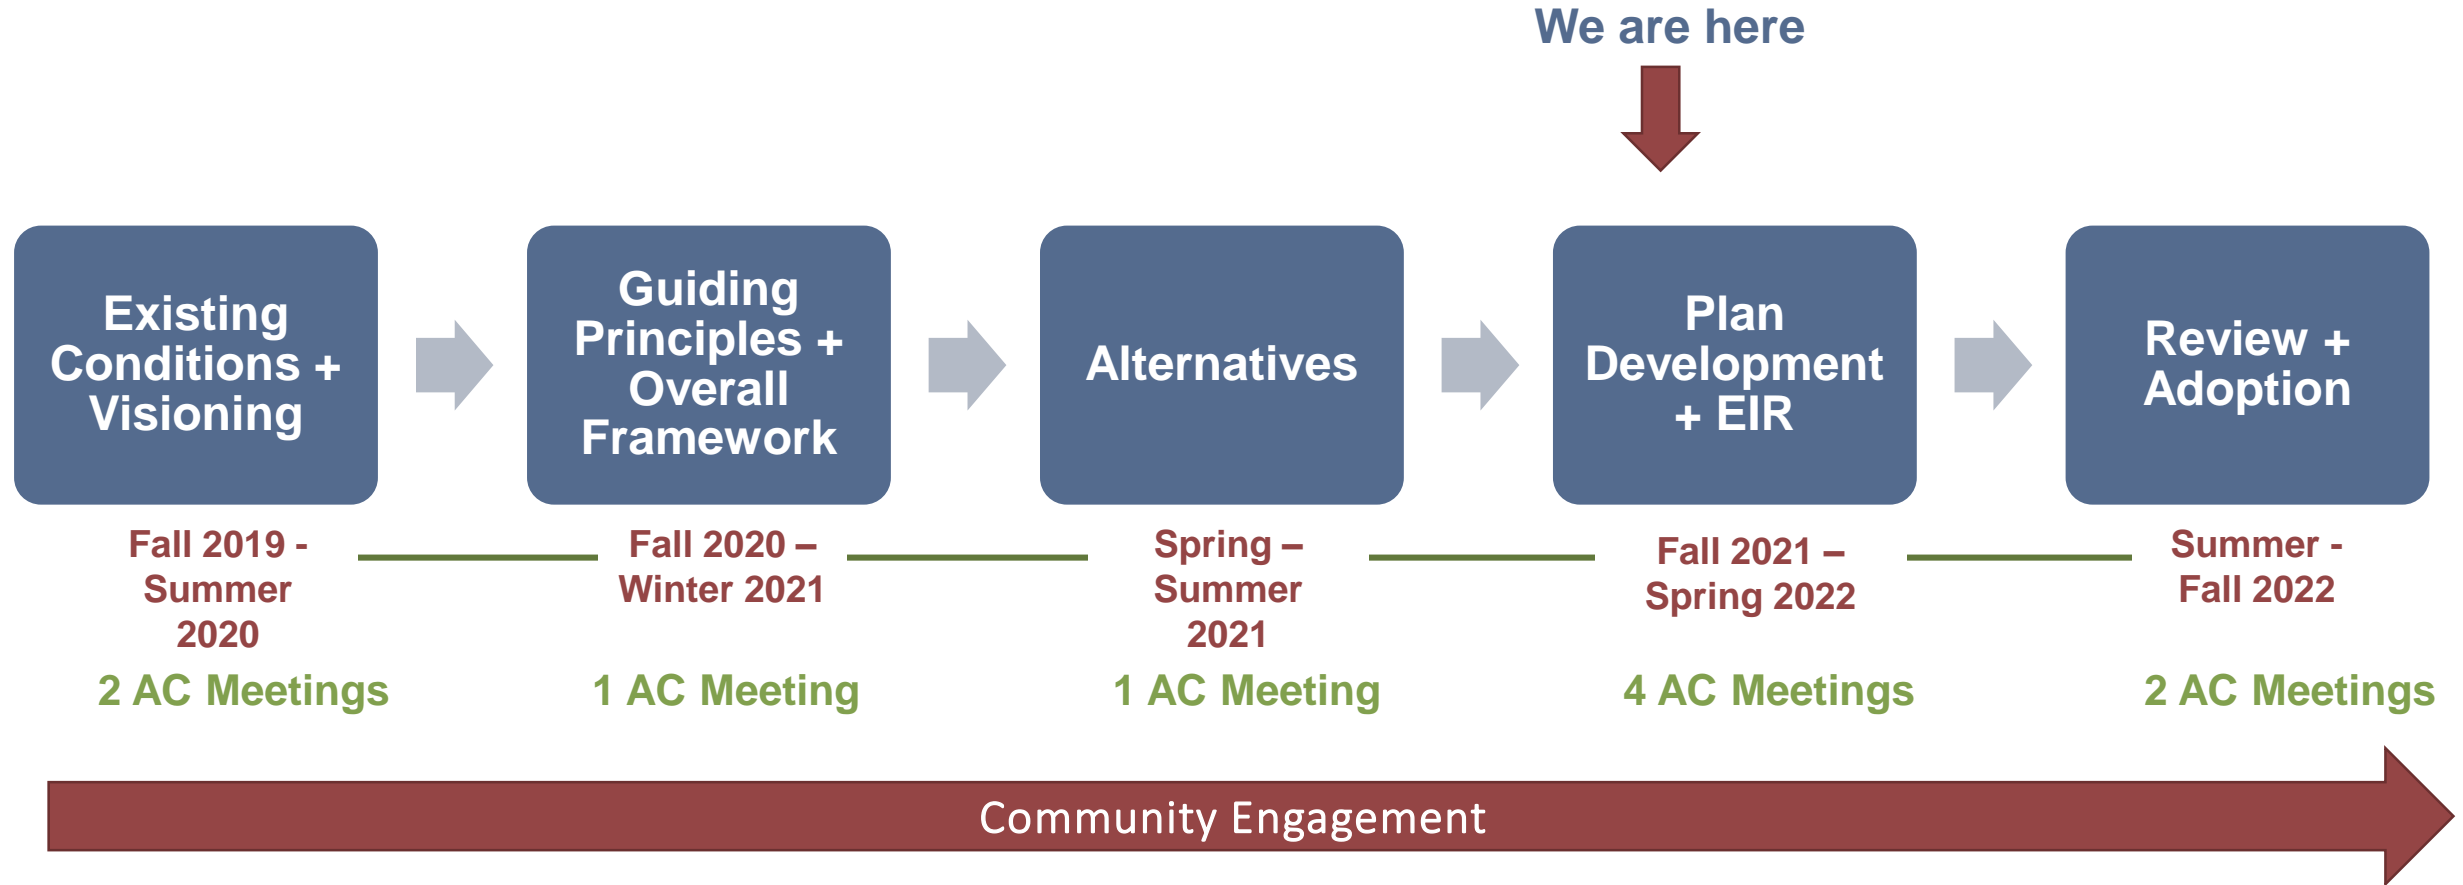 We are here
Existing
Conditions +
Visioning
Guiding
Principles +
Overall
Framework
Alternatives
Plan
Development
+ EIR
Review +
Adoption
Fall 2019 -
Summer
2020
Fall 2020 –
Winter 2021
Spring –
Summer
2021
Fall 2021 –
Spring 2022
Summer -
Fall 2022
2 AC Meetings
1 AC Meeting
1 AC Meeting
4 AC Meetings
2 AC Meetings
Community Engagement